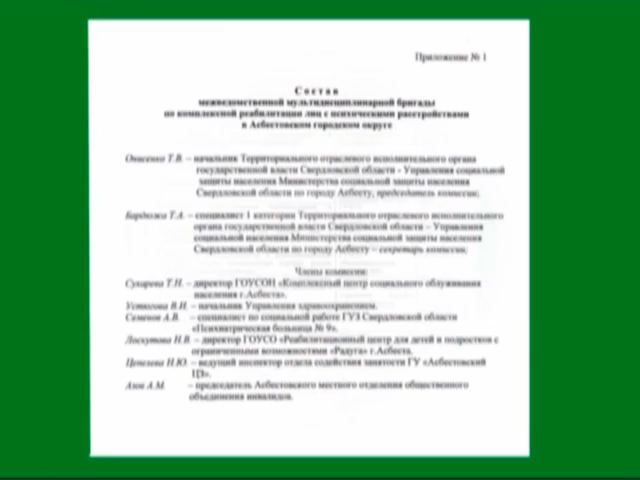 Приложение № 1
Состав
межведомственной мультидисциплинарной бригады
по комплексной реабилитации лиц с психическими расстройствами
в Асбестовском городском округе
Т.В. – начальник Территориального отраслевого исполнительного органа
государственной власти Свердловской области - Управления социальной
защиты населения Министерства социальной защиты населения
Свердловской области по городу Асбесту, председатель комиссии;
Т.А. – специалист 1 категории Территориального отраслевого исполнительного
органа государственной власти Свердловской области – Управления
социальной населения Министерства социальной защиты населения
Свердловской области по городу Асбесту – секретарь комиссии;
Члены комиссии:
Сухарева Т.Н. – директор ГОУСОН «Комплексный центр социального обслуживания
населения г.Асбеста».
Устюгова В.И. – начальник Управления здравоохранением.
Семенов А.В. – специалист по социальной работе ГУЗ Свердловской области
«Психиатрическая больница № 9».
Лоскутова Н.В. – директор ГОУСО «Реабилитационный центр для детей и подростков с
ограниченными возможностями «Радуга» г.Асбеста.
Н.Ю. – ведущий инспектор отдела содействия занятости ГУ «Асбестовский
ЦЗ».
А.М. – председатель Асбестовского местного отделения общественного
объединения инвалидов.